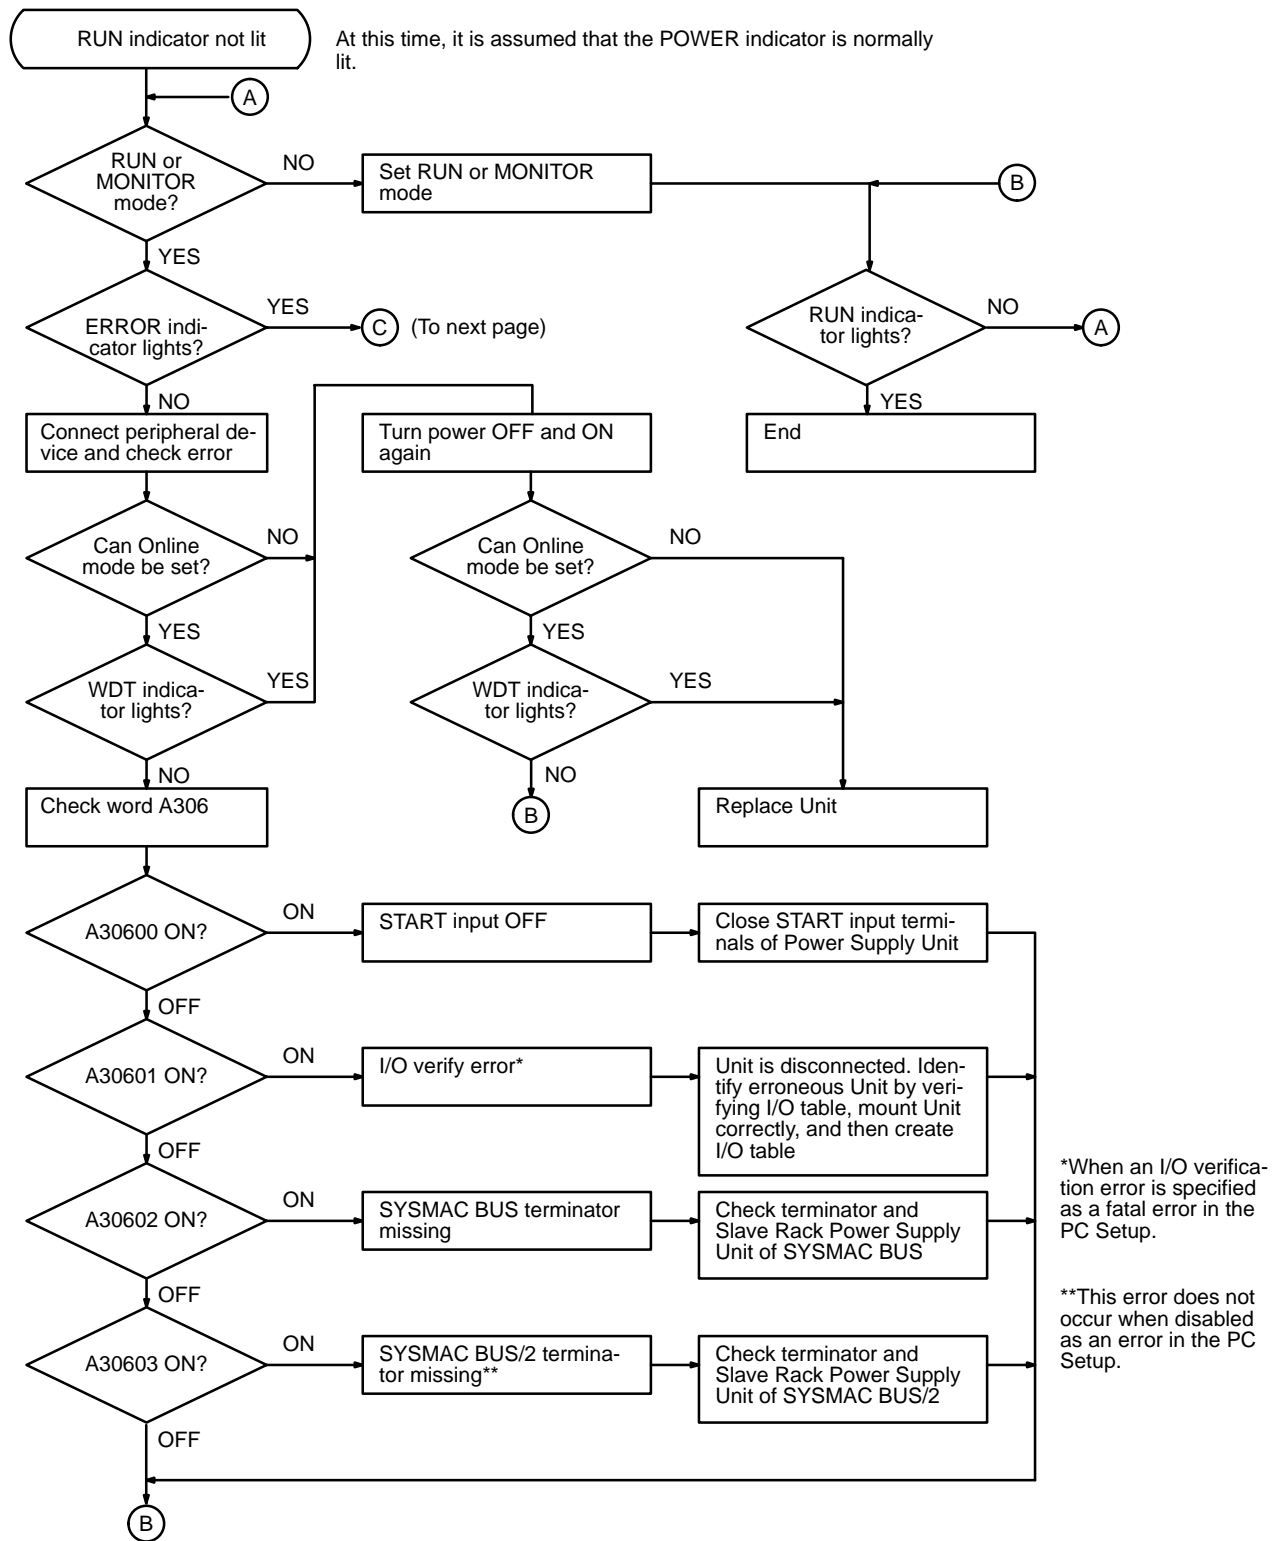 RUN indicator not lit
At this time, it is assumed that the POWER indicator is normally
lit.
A
RUN or
MONITOR
mode?
NO
Set RUN or MONITOR
mode
B
YES
ERROR indi-
cator lights?
YES
C
(To next page)
RUN indica-
tor lights?
NO
A
NO
YES
Connect peripheral de-
vice and check error
Turn power OFF and ON
again
End
Can Online
mode be set?
NO
Can Online
mode be set?
NO
YES
YES
WDT indica-
tor lights?
YES
WDT indica-
tor lights?
YES
NO
NO
Check word A306
B
Replace Unit
A30600 ON?
ON
START input OFF
Close START input termi-
nals of Power Supply Unit
OFF
A30601 ON?
ON
I/O verify error*
Unit is disconnected. Iden-
tify erroneous Unit by veri-
fying I/O table, mount Unit
correctly, and then create
I/O table
OFF
*When an I/O verifica-
tion error is specified
as a fatal error in the
PC Setup.
A30602 ON?
ON
SYSMAC BUS terminator
missing
Check terminator and
Slave Rack Power Supply
Unit of SYSMAC BUS
OFF
**This error does not
occur when disabled
as an error in the PC
Setup.
A30603 ON?
ON
SYSMAC BUS/2 termina-
tor missing**
Check terminator and
Slave Rack Power Supply
Unit of SYSMAC BUS/2
OFF
B